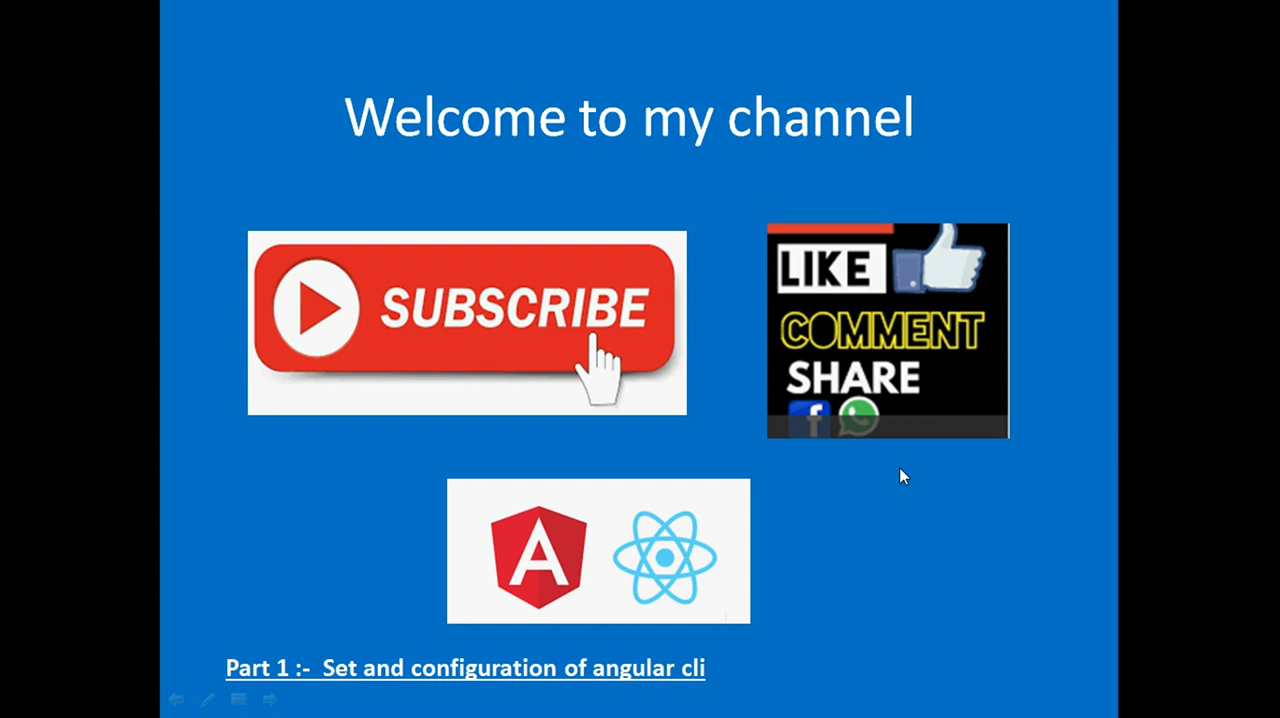 Welcome to my channel
SUBSCRIBE
LIKE
COMMENT
SHARE
Part 1 :-  Set and configuration of angular cli